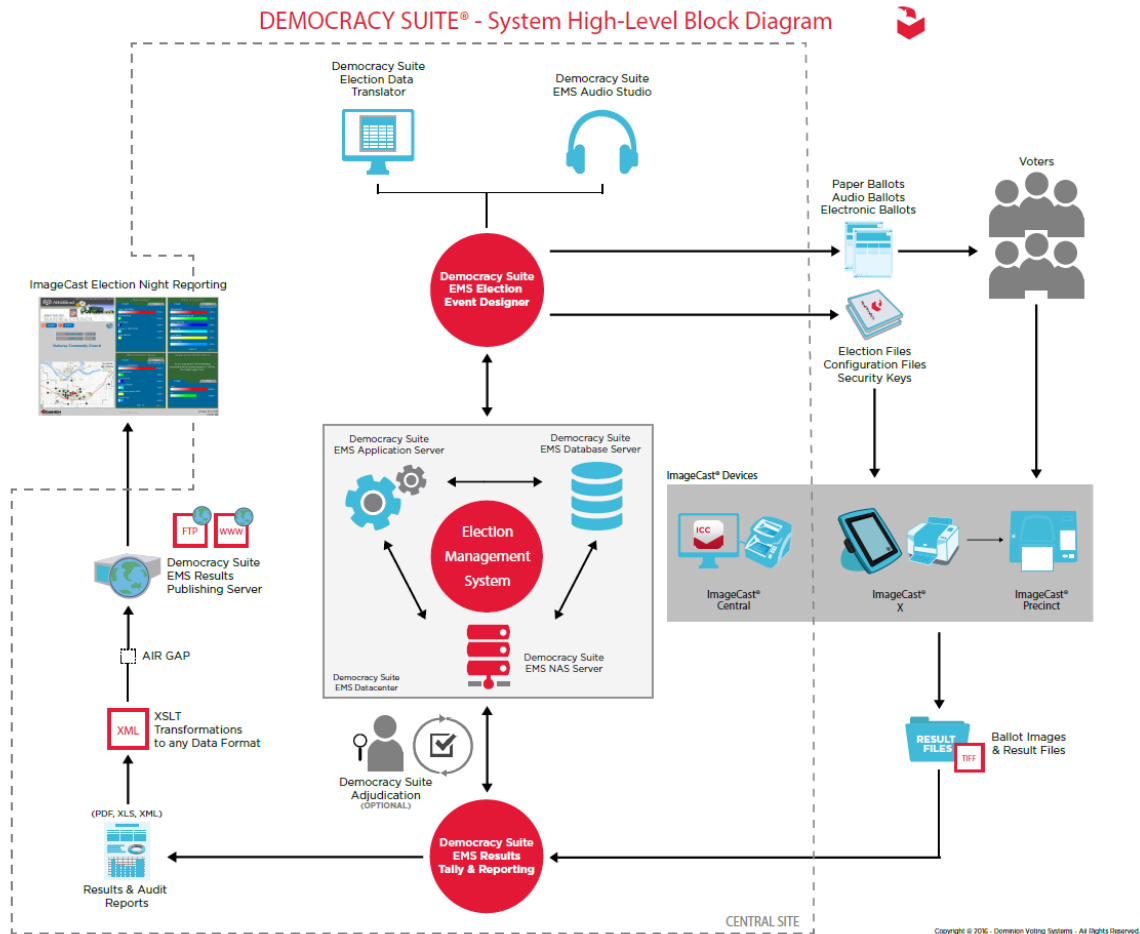 DEMOCRACY SUITE® - System High-Level Block Diagram
Democracy Suite
Election Data
Translator
Democracy Suite
EMS Audio Studio
Voters
Paper Ballots
Audio Ballots
Electronic Ballots
Democracy Suite
EMS Election
Event Designer
ImageCast Election Night Reporting
Election Files
Configuration Files
Security Keys
Democracy Suite
EMS Application Server
Democracy Suite
EMS Database Server
Election
Management
System
Democracy Suite
EMS NAS Server
Democracy Suite
EMS Datacenter
ImageCast® Devices
ICC
ImageCast®
Central
ImageCast®
X
ImageCast®
Precinct
FTP
WWW
Democracy Suite
EMS Results
Publishing Server
AIR GAP
XML
XSLT
Transformations
to any Data Format
Democracy Suite
Adjudication
(OPTIONAL)
RESULT
FILES
TIFF
Ballot Images
& Result Files
(PDF, XLS, XML)
Results & Audit
Reports
Democracy Suite
EMS Results
Tally & Reporting
CENTRAL SITE
Copyright © 2016 - Dominion Voting Systems - All Rights Reserved.